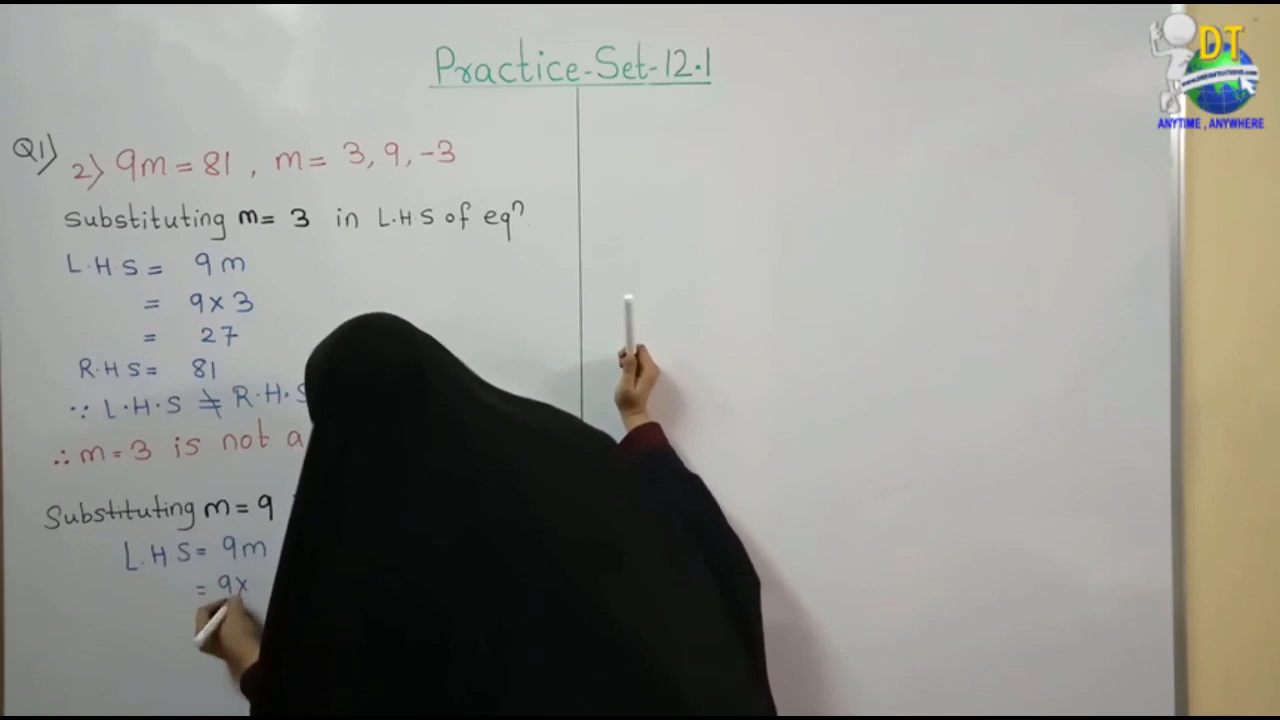 Practice-Set-12.1
Q1) 2) 9m = 81 , m = 3, 9, -3
Substituting m = 3 in L.H.S of eqⁿ
L.H.S = 9m
= 9 × 3
= 27
R.H.S = 81
∵ L.H.S ≠ R.H.S
∴ m = 3 is not a
Substituting m = 9
L.H.S = 9m
= 9×
DT
ANYTIME , ANYWHERE